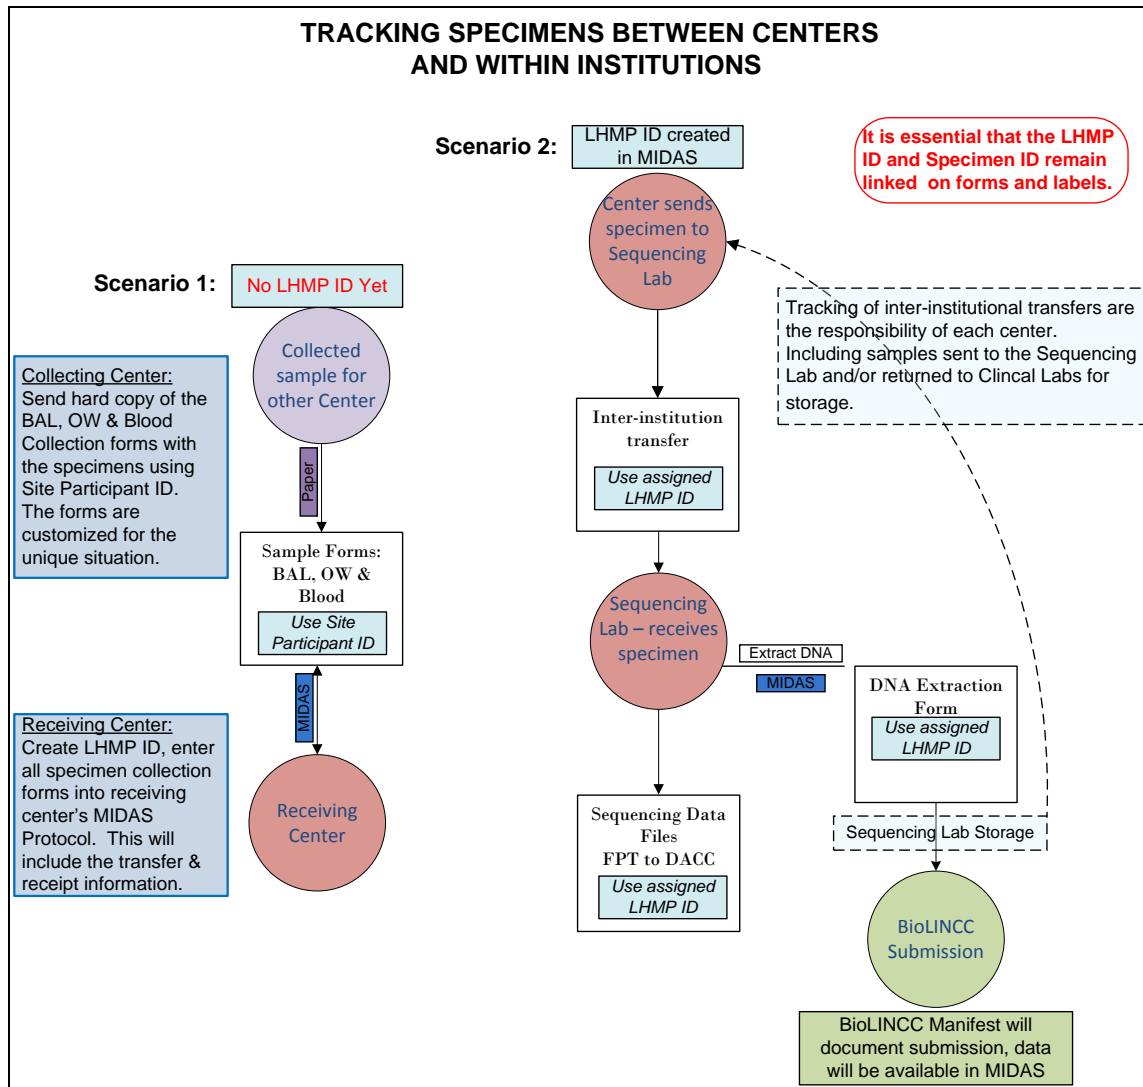 TRACKING SPECIMENS BETWEEN CENTERS
AND WITHIN INSTITUTIONS
Scenario 1:
No LHMP ID Yet
Collected
sample for
other Center
Collecting Center:
Send hard copy of the
BAL, OW & Blood
Collection forms with
the specimens using
Site Participant ID.
The forms are
customized for the
unique situation.
Paper
Sample Forms:
BAL, OW &
Blood
Use Site
Participant ID
MIDAS
Receiving Center:
Create LHMP ID, enter
all specimen collection
forms into receiving
center’s MIDAS
Protocol.  This will
include the transfer &
receipt information.
Receiving
Center
Scenario 2:
LHMP ID created
in MIDAS
It is essential that the LHMP
ID and Specimen ID remain
linked  on forms and labels.
Center sends
specimen to
Sequencing
Lab
Tracking of inter-institutional transfers are
the responsibility of each center.
Including samples sent to the Sequencing
Lab and/or returned to Clincal Labs for
storage.
Inter-institution
transfer
Use assigned
LHMP ID
Sequencing
Lab – receives
specimen
Extract DNA
MIDAS
DNA Extraction
Form
Use assigned
LHMP ID
Sequencing Data
Files
FPT to DACC
Use assigned
LHMP ID
Sequencing Lab Storage
BioLINCC
Submission
BioLINCC Manifest will
document submission, data
will be available in MIDAS